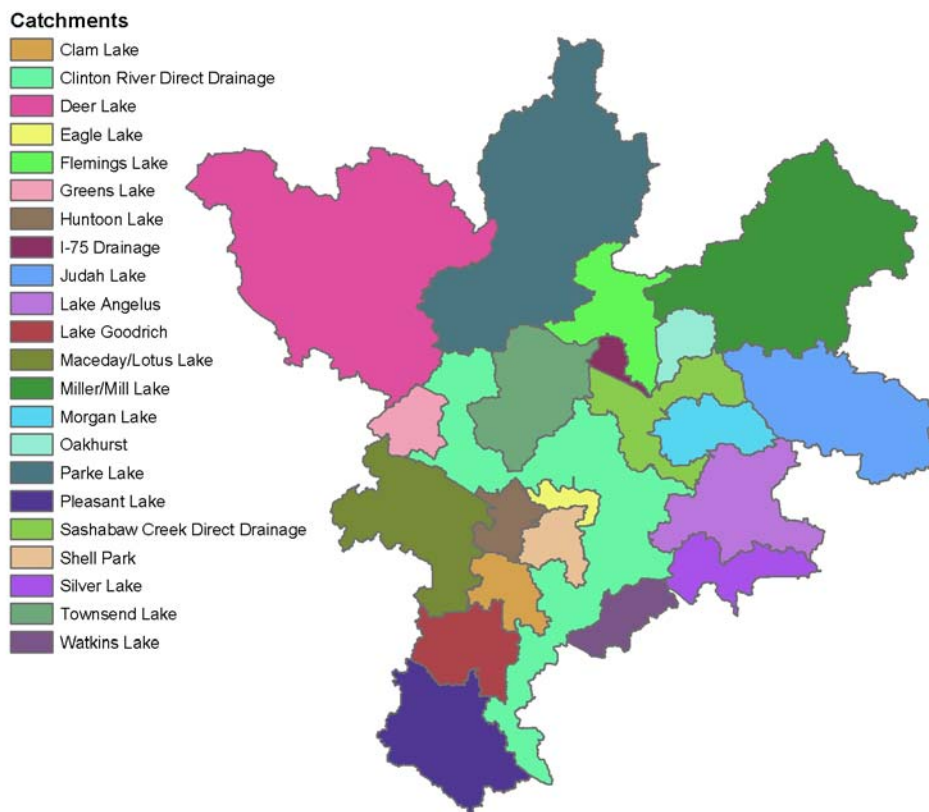 Catchments
Clam Lake
Clinton River Direct Drainage
Deer Lake
Eagle Lake
Flemings Lake
Greens Lake
Huntoon Lake
I-75 Drainage
Judah Lake
Lake Angelus
Lake Goodrich
Maceday/Lotus Lake
Miller/Mill Lake
Morgan Lake
Oakhurst
Parke Lake
Pleasant Lake
Sashabaw Creek Direct Drainage
Shell Park
Silver Lake
Townsend Lake
Watkins Lake